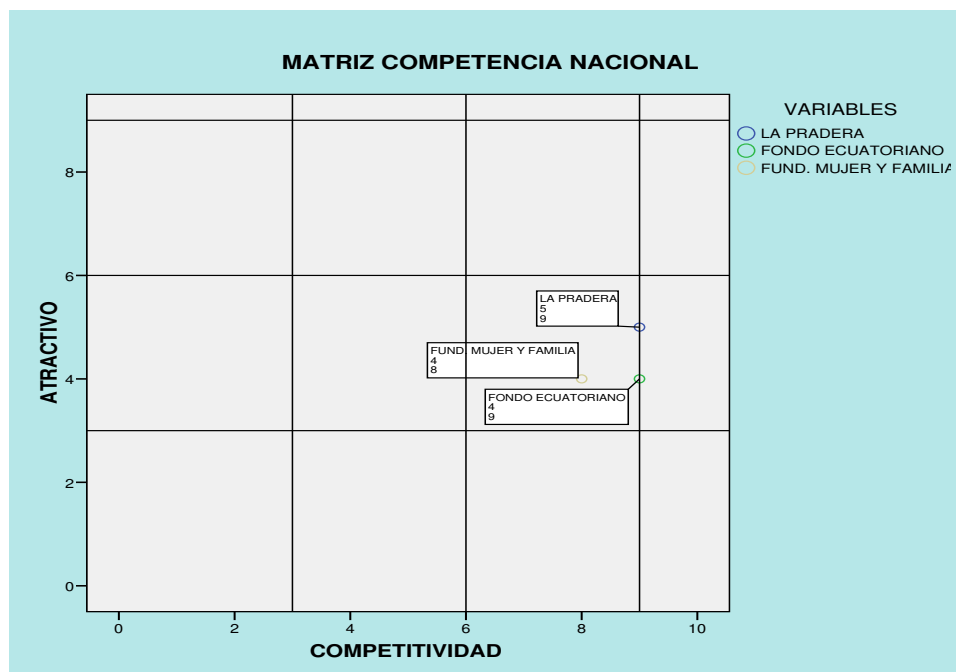 MATRIZ COMPETENCIA NACIONAL
VARIABLES
LA PRADERA
FONDO ECUATORIANO
FUND. MUJER Y FAMILIA
ATRACTIVO
8
6
4
2
0
LA PRADERA
5
9
FUND. MUJER Y FAMILIA
4
8
FONDO ECUATORIANO
4
9
0 2 4 6 8 10
COMPETITIVIDAD